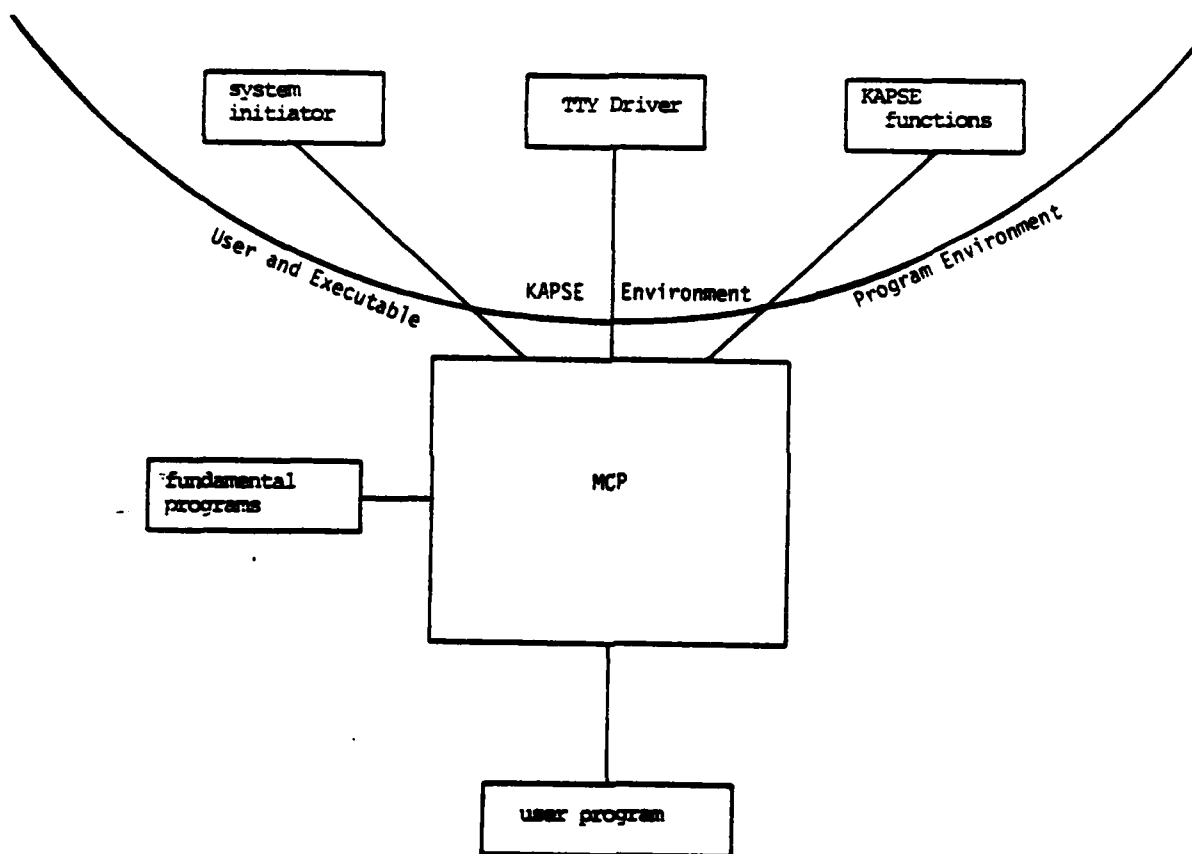 system
initiator
TTY Driver
KAPSE
functions
User and Executable
KAPSE Environment
Program Environment
MCP
fundamental
programs
user program